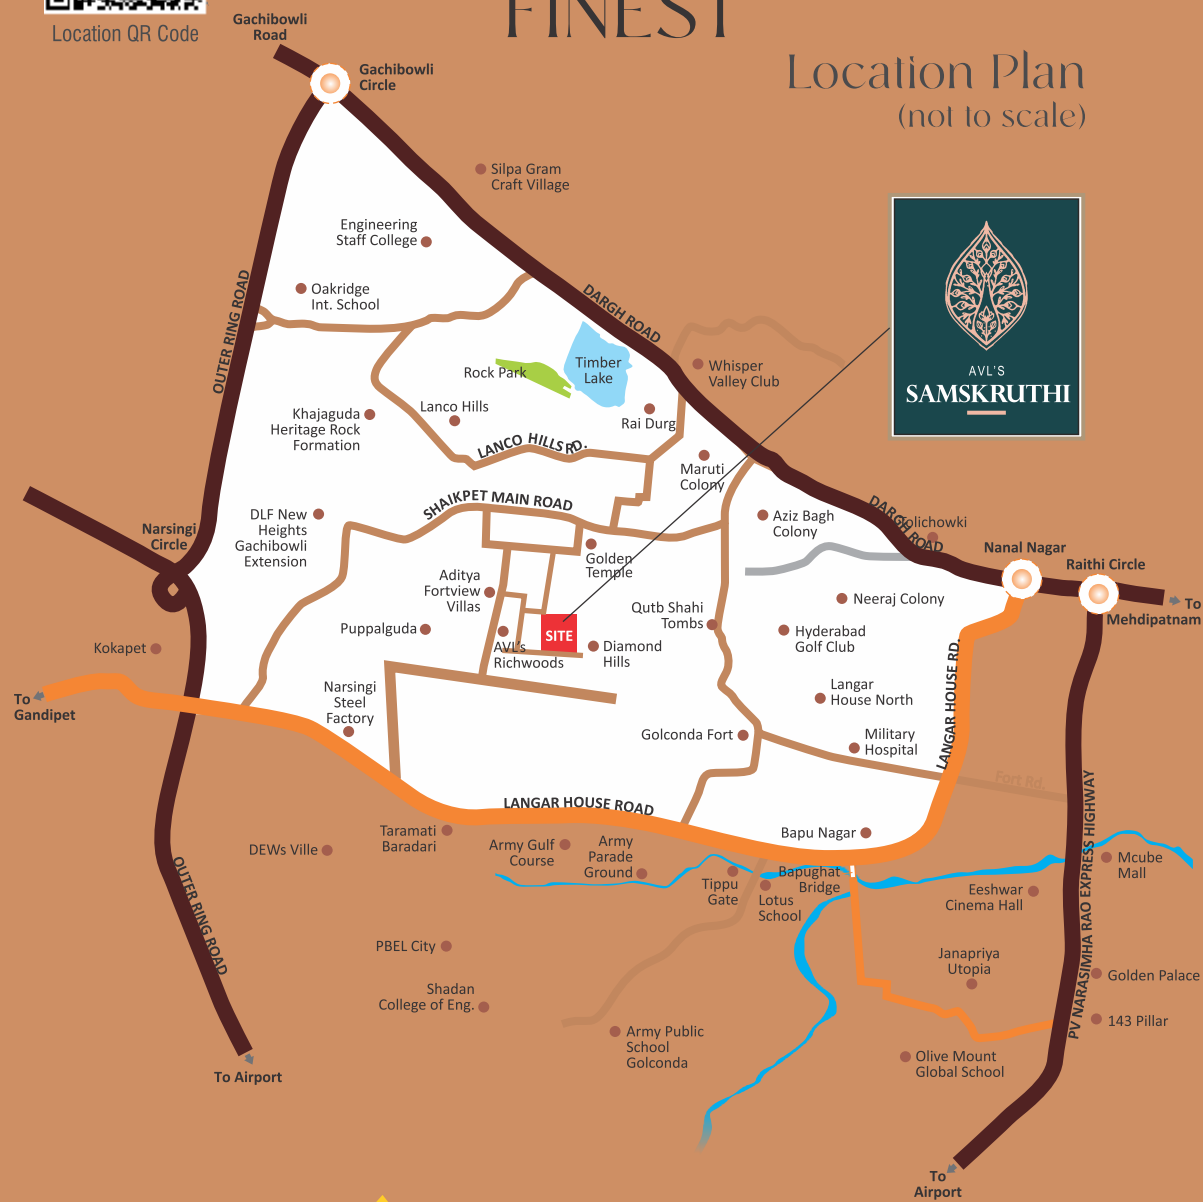 FINEST
Location QR Code
Location Plan
(not to scale)
Gachibowli
Road
Gachibowli
Circle
Silpa Gram
Craft Village
Engineering
Staff College
Oakridge
Int. School
OUTER RING ROAD
DARGH ROAD
Rock Park
Timber
Lake
Whisper
Valley Club
AVL'S
SAMSKRUTHI
Khajaguda
Heritage Rock
Formation
Lanco Hills
Rai Durg
LANCO HILLS RD.
Maruti
Colony
SHAIKPET MAIN ROAD
DLF New
Heights
Gachibowli
Extension
Narsingi
Circle
Aziz Bagh
Colony
DARGH ROAD
Tolichowki
Nanal Nagar
Raithi Circle
To
Mehdipatnam
Golden
Temple
Aditya
Fortview
Villas
Qutb Shahi
Tombs
Neeraj Colony
Puppalguda
SITE
AVL's
Richwoods
Diamond
Hills
Hyderabad
Golf Club
Kokapet
LANGAR HOUSE RD.
To
Gandipet
Narsingi
Steel
Factory
Langar
House North
Golconda Fort
Military
Hospital
Fort Rd.
LANGAR HOUSE ROAD
PV NARASIMHA RAO EXPRESS HIGHWAY
Taramati
Baradari
DEWs Ville
Army Gulf
Course
Army
Parade
Ground
Bapu Nagar
Tippu
Gate
Lotus
School
Bapughat
Bridge
Mcube
Mall
Eeshwar
Cinema Hall
OUTER RING ROAD
PBEL City
Janapriya
Utopia
Golden Palace
Shadan
College of Eng.
143 Pillar
Army Public
School
Golconda
Olive Mount
Global School
To Airport
To
Airport